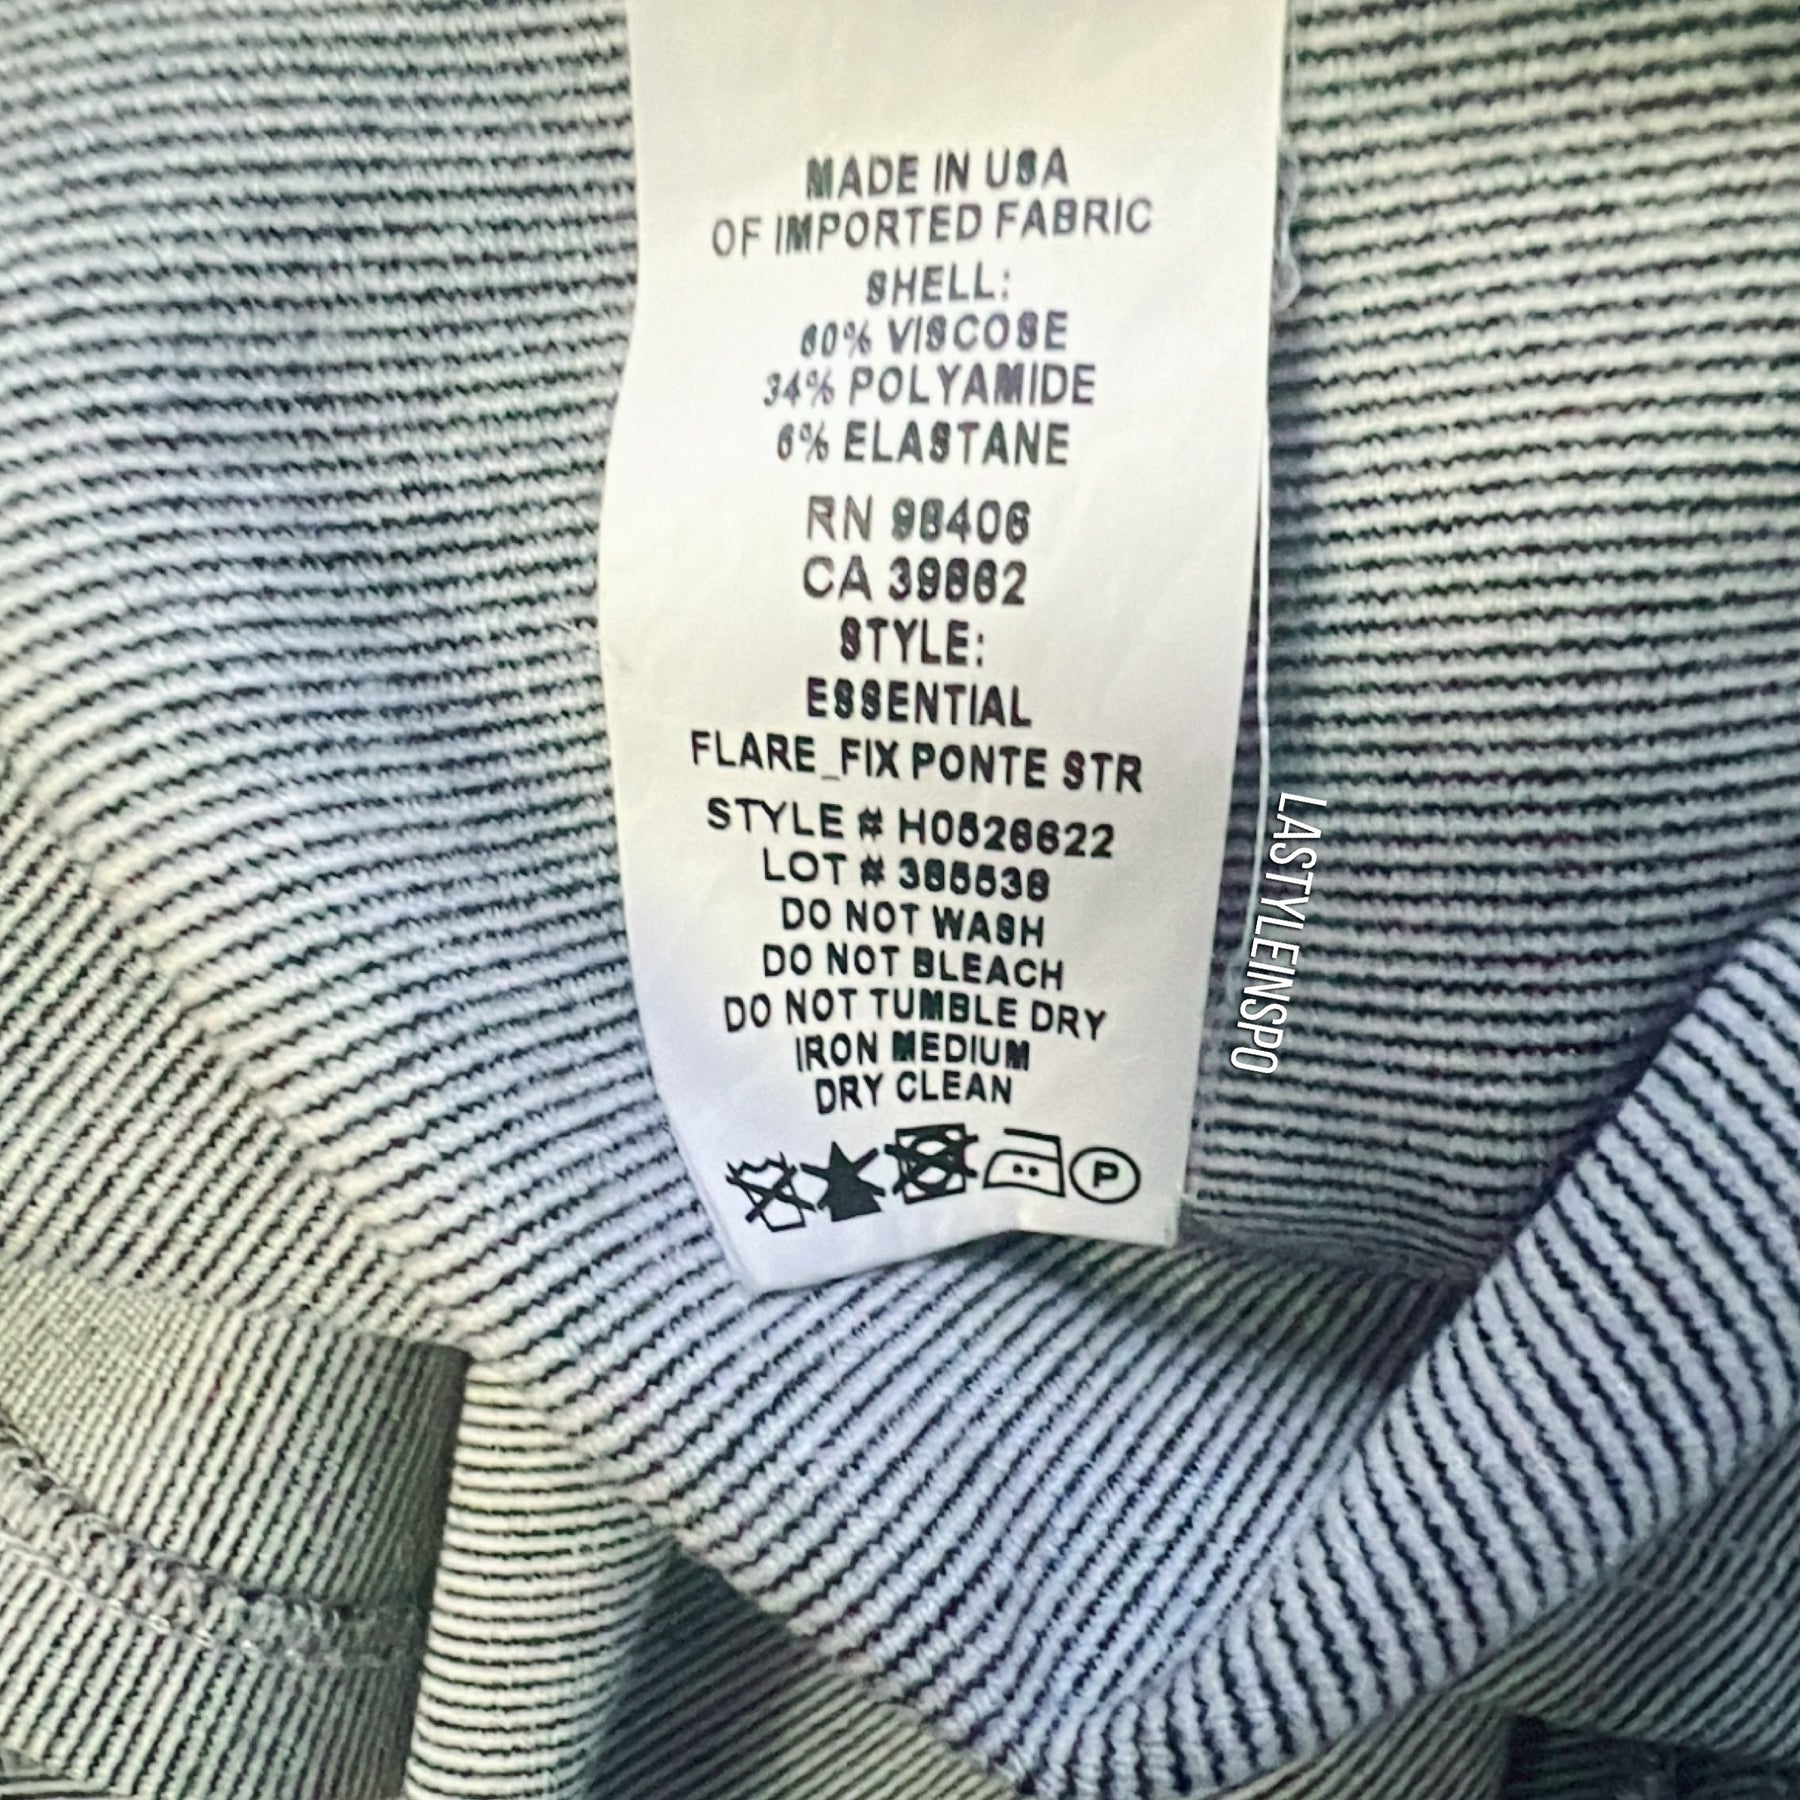 MADE IN USA
OF IMPORTED FABRIC
SHELL:
60% VISCOSE
34% POLYAMIDE
6% ELASTANE
RN 98406
CA 39862
STYLE:
ESSENTIAL
FLARE_FIX PONTE STR
STYLE # H0526622
LOT #
DO NOT WASH
DO NOT BLEACH
DO NOT TUMBLE DRY
IRON MEDIUM
DRY CLEAN
P
LASTYLEINSPO